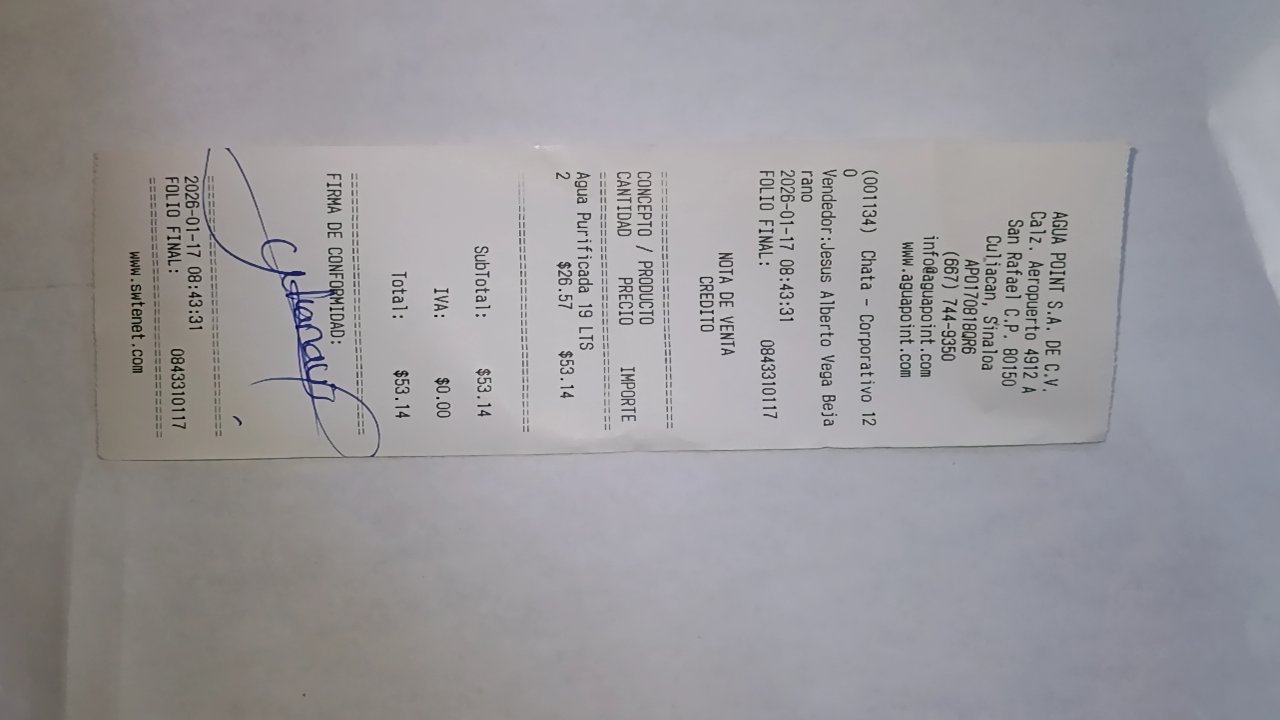 AGUA POINT S.A. DE C.V.
Calz. Aeropuerto 4912 A
San Rafael C.P. 80150
Culiacan, Sinaloa
APO170818QR6
(667) 744-9350
info@aguapoint.com
www.aguapoint.com
(001134) Chata - Corporativo 12
0
Vendedor:Jesus Alberto Vega Beja
rano
2026-01-17 08:43:31
FOLIO FINAL: 0843310117
NOTA DE VENTA
CREDITO
================================
CONCEPTO / PRODUCTO
CANTIDAD PRECIO IMPORTE
================================
Agua Purificada 19 LTS
2 $26.57 $53.14
================================
SubTotal: $53.14
IVA: $0.00
Total: $53.14
================================
FIRMA DE CONFORMIDAD:
================================
2026-01-17 08:43:31
FOLIO FINAL: 0843310117
================================
www.swtenet.com